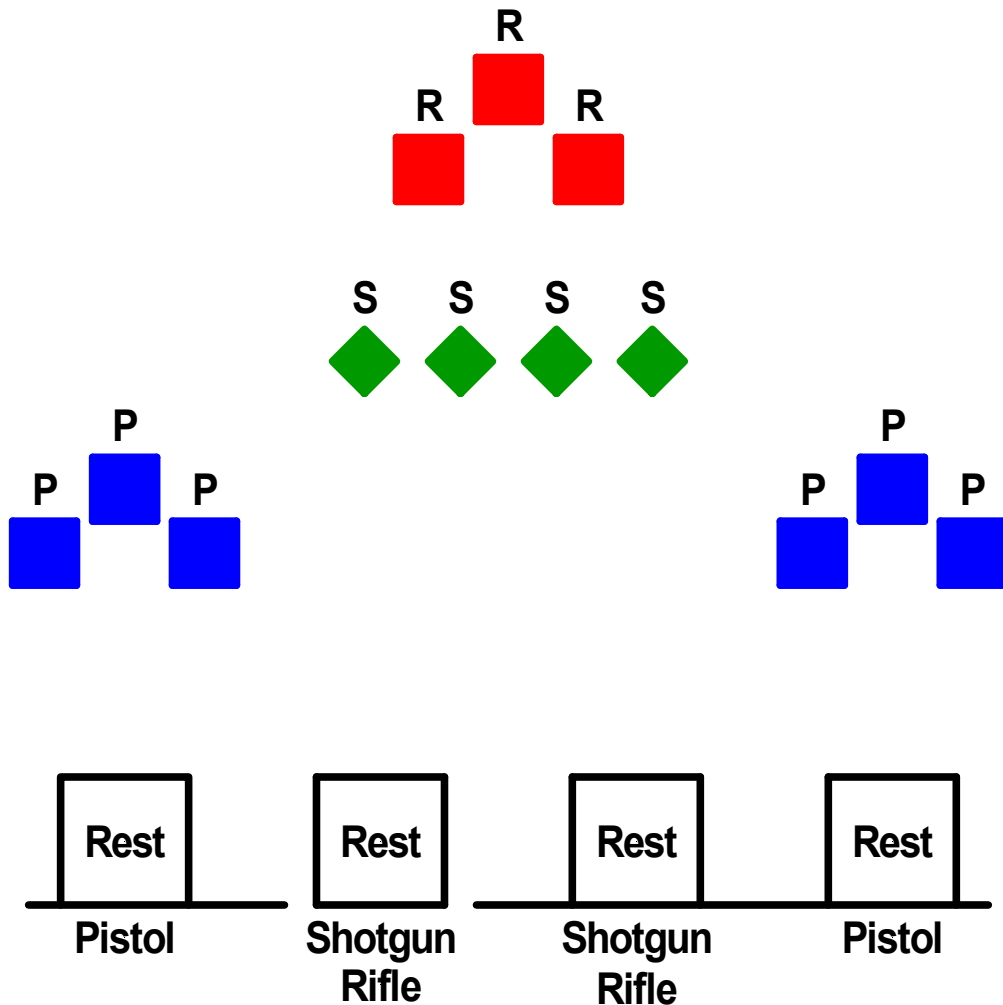 R
R R
S S S S
P P
P P P P
Rest Rest Rest Rest
Pistol Shotgun Shotgun Pistol
Rifle Rifle